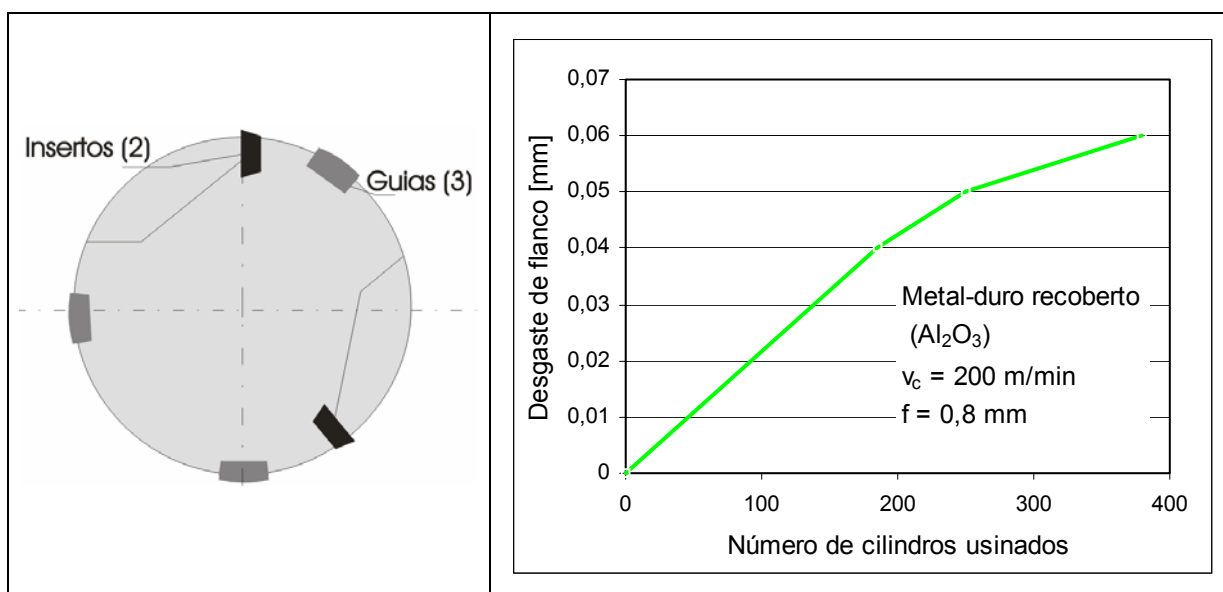 Insertos (2)
Guias (3)
Desgaste de flanco [mm]
0,07
0,06
0,05
0,04
0,03
0,02
0,01
0
Metal-duro recoberto
(Al₂O₃)
v꜀ = 200 m/min
f = 0,8 mm
0 100 200 300 400
Número de cilindros usinados